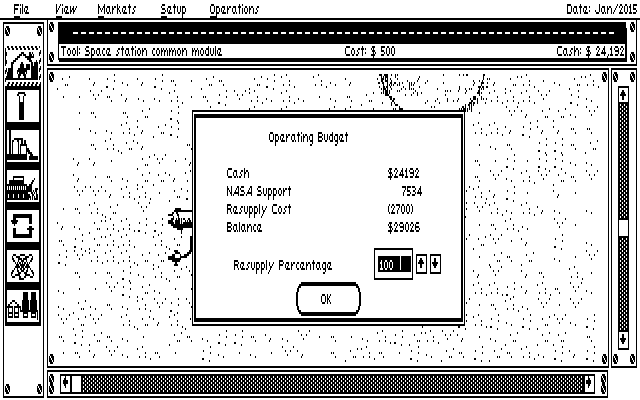 File View Markets Setup Operations Date: Jan/2015
Tool: Space station common module Cost: $ 500 Cash: $ 24,192
Operating Budget
Cash $24192
NASA Support 7534
Resupply Cost (2700)
Balance $29026
Resupply Percentage 100
OK